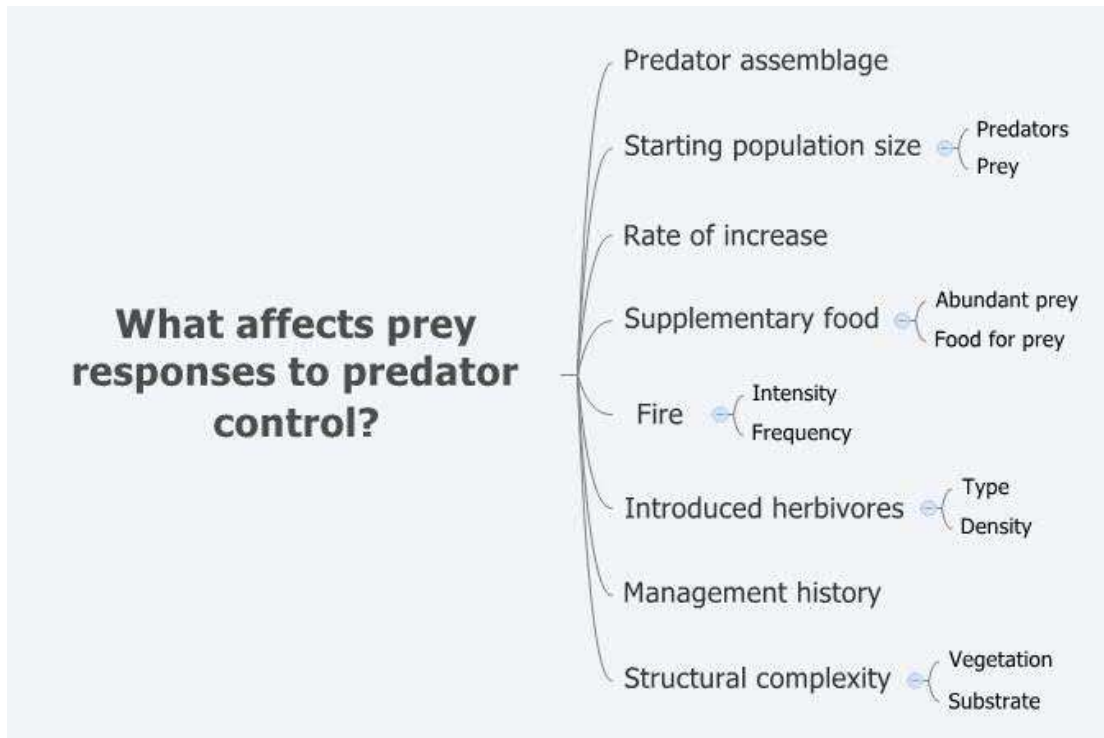 What affects prey
responses to predator
control?
Predator assemblage
Starting population size
Predators
Prey
Rate of increase
Supplementary food
Abundant prey
Food for prey
Fire
Intensity
Frequency
Introduced herbivores
Type
Density
Management history
Structural complexity
Vegetation
Substrate